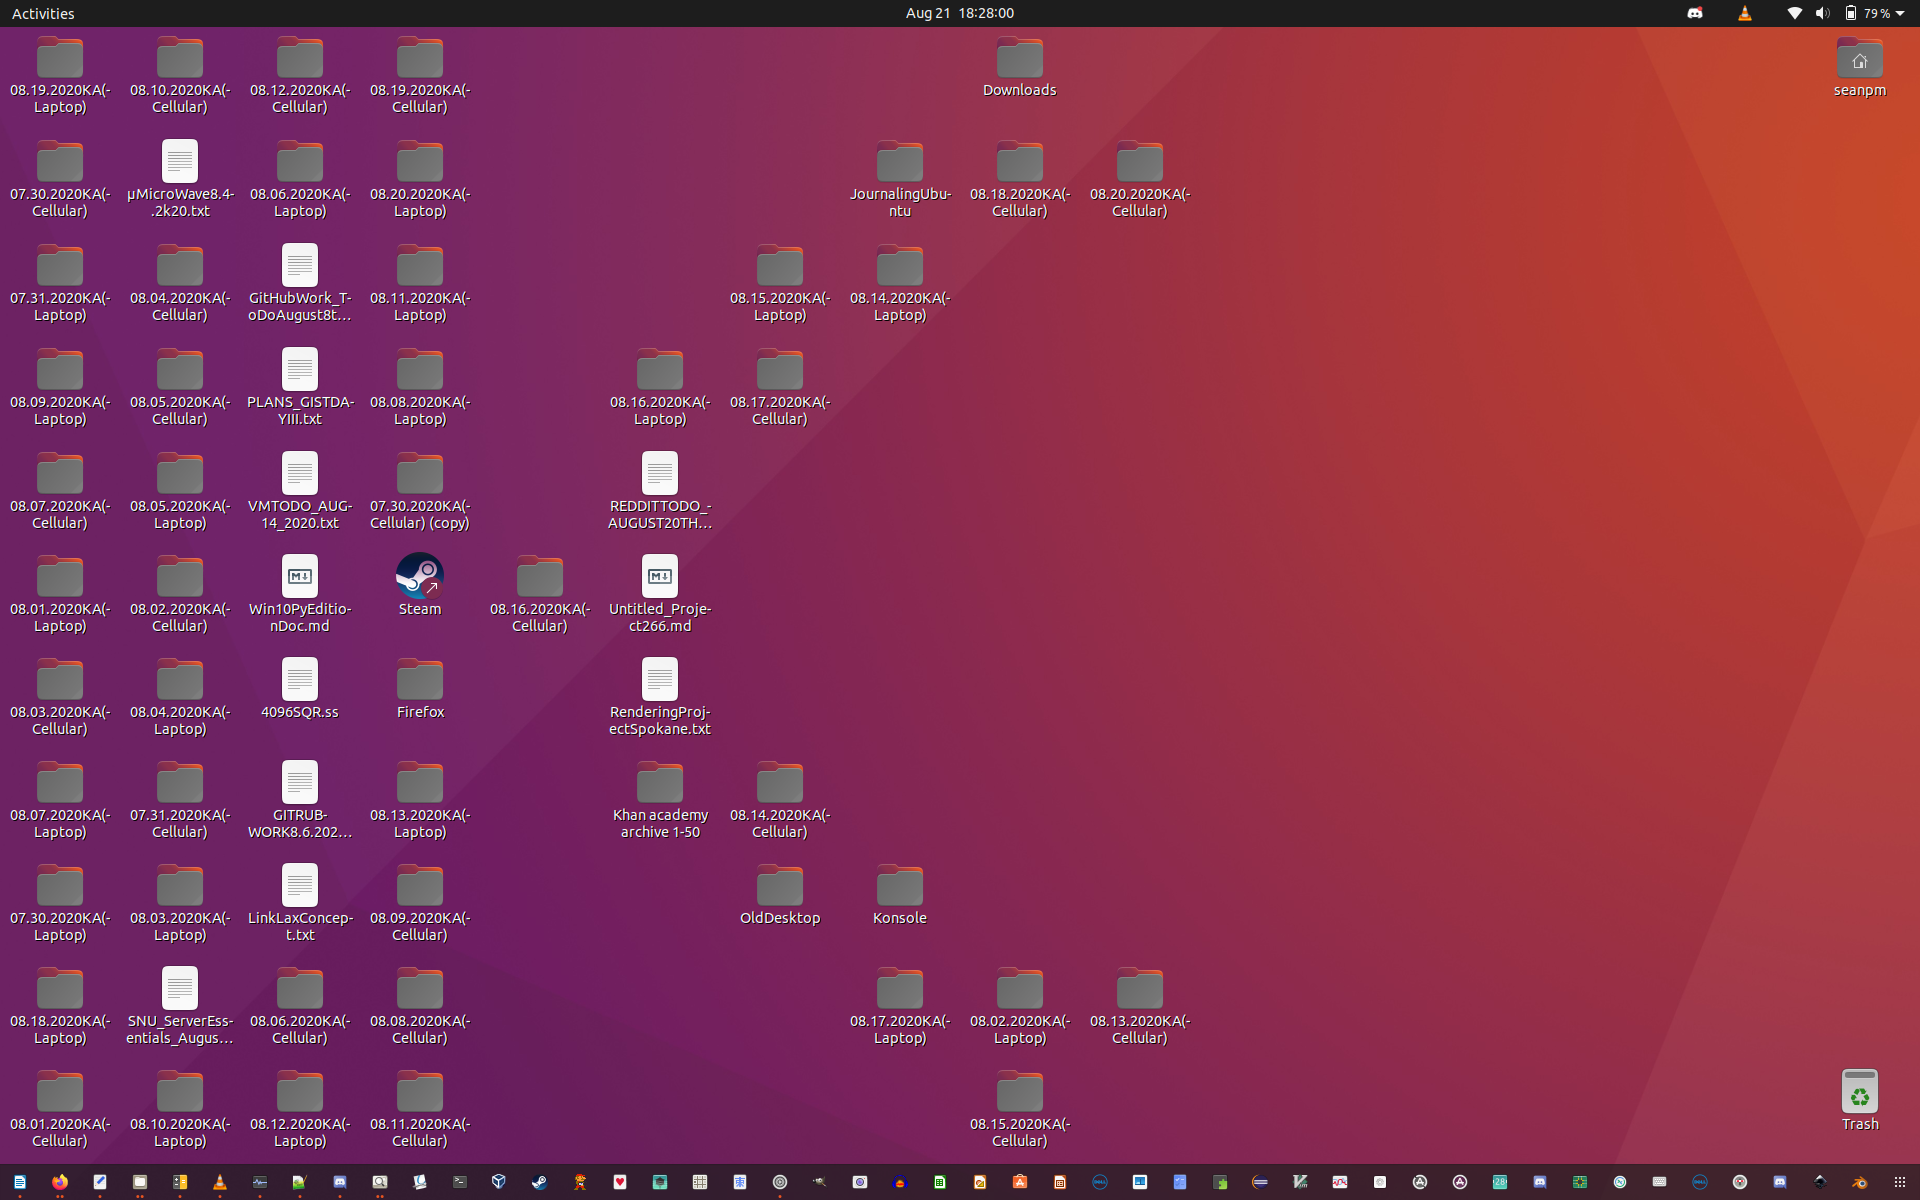 Activities
Aug 21 18:28:00
79 %
08.19.2020KA(-
Laptop)
08.10.2020KA(-
Cellular)
08.12.2020KA(-
Cellular)
08.19.2020KA(-
Cellular)
Downloads
seanpm
07.30.2020KA(-
Cellular)
µMicroWave8.4-
.2k20.txt
08.06.2020KA(-
Laptop)
08.20.2020KA(-
Laptop)
JournalingUbu-
ntu
08.18.2020KA(-
Cellular)
08.20.2020KA(-
Cellular)
07.31.2020KA(-
Laptop)
08.04.2020KA(-
Cellular)
GitHubWork_T-
oDoAugust8t...
08.11.2020KA(-
Laptop)
08.15.2020KA(-
Laptop)
08.14.2020KA(-
Laptop)
08.09.2020KA(-
Laptop)
08.05.2020KA(-
Cellular)
PLANS_GISTDA-
YIII.txt
08.08.2020KA(-
Laptop)
08.16.2020KA(-
Laptop)
08.17.2020KA(-
Cellular)
08.07.2020KA(-
Cellular)
08.05.2020KA(-
Laptop)
VMTODO_AUG-
14_2020.txt
07.30.2020KA(-
Cellular) (copy)
REDDITTODO_-
AUGUST20TH...
08.01.2020KA(-
Laptop)
08.02.2020KA(-
Cellular)
Win10PyEditio-
nDoc.md
Steam
08.16.2020KA(-
Cellular)
Untitled_Proje-
ct266.md
08.03.2020KA(-
Cellular)
08.04.2020KA(-
Laptop)
4096SQR.ss
Firefox
RenderingProj-
ectSpokane.txt
08.07.2020KA(-
Laptop)
07.31.2020KA(-
Cellular)
GITRUB-
WORK8.6.202...
08.13.2020KA(-
Laptop)
Khan academy
archive 1-50
08.14.2020KA(-
Cellular)
07.30.2020KA(-
Laptop)
08.03.2020KA(-
Laptop)
LinkLaxConcep-
t.txt
08.09.2020KA(-
Cellular)
OldDesktop
Konsole
08.18.2020KA(-
Laptop)
SNU_ServerEss-
entials_Augus...
08.06.2020KA(-
Cellular)
08.08.2020KA(-
Cellular)
08.17.2020KA(-
Laptop)
08.02.2020KA(-
Laptop)
08.13.2020KA(-
Cellular)
08.01.2020KA(-
Cellular)
08.10.2020KA(-
Laptop)
08.12.2020KA(-
Laptop)
08.11.2020KA(-
Cellular)
08.15.2020KA(-
Cellular)
Trash